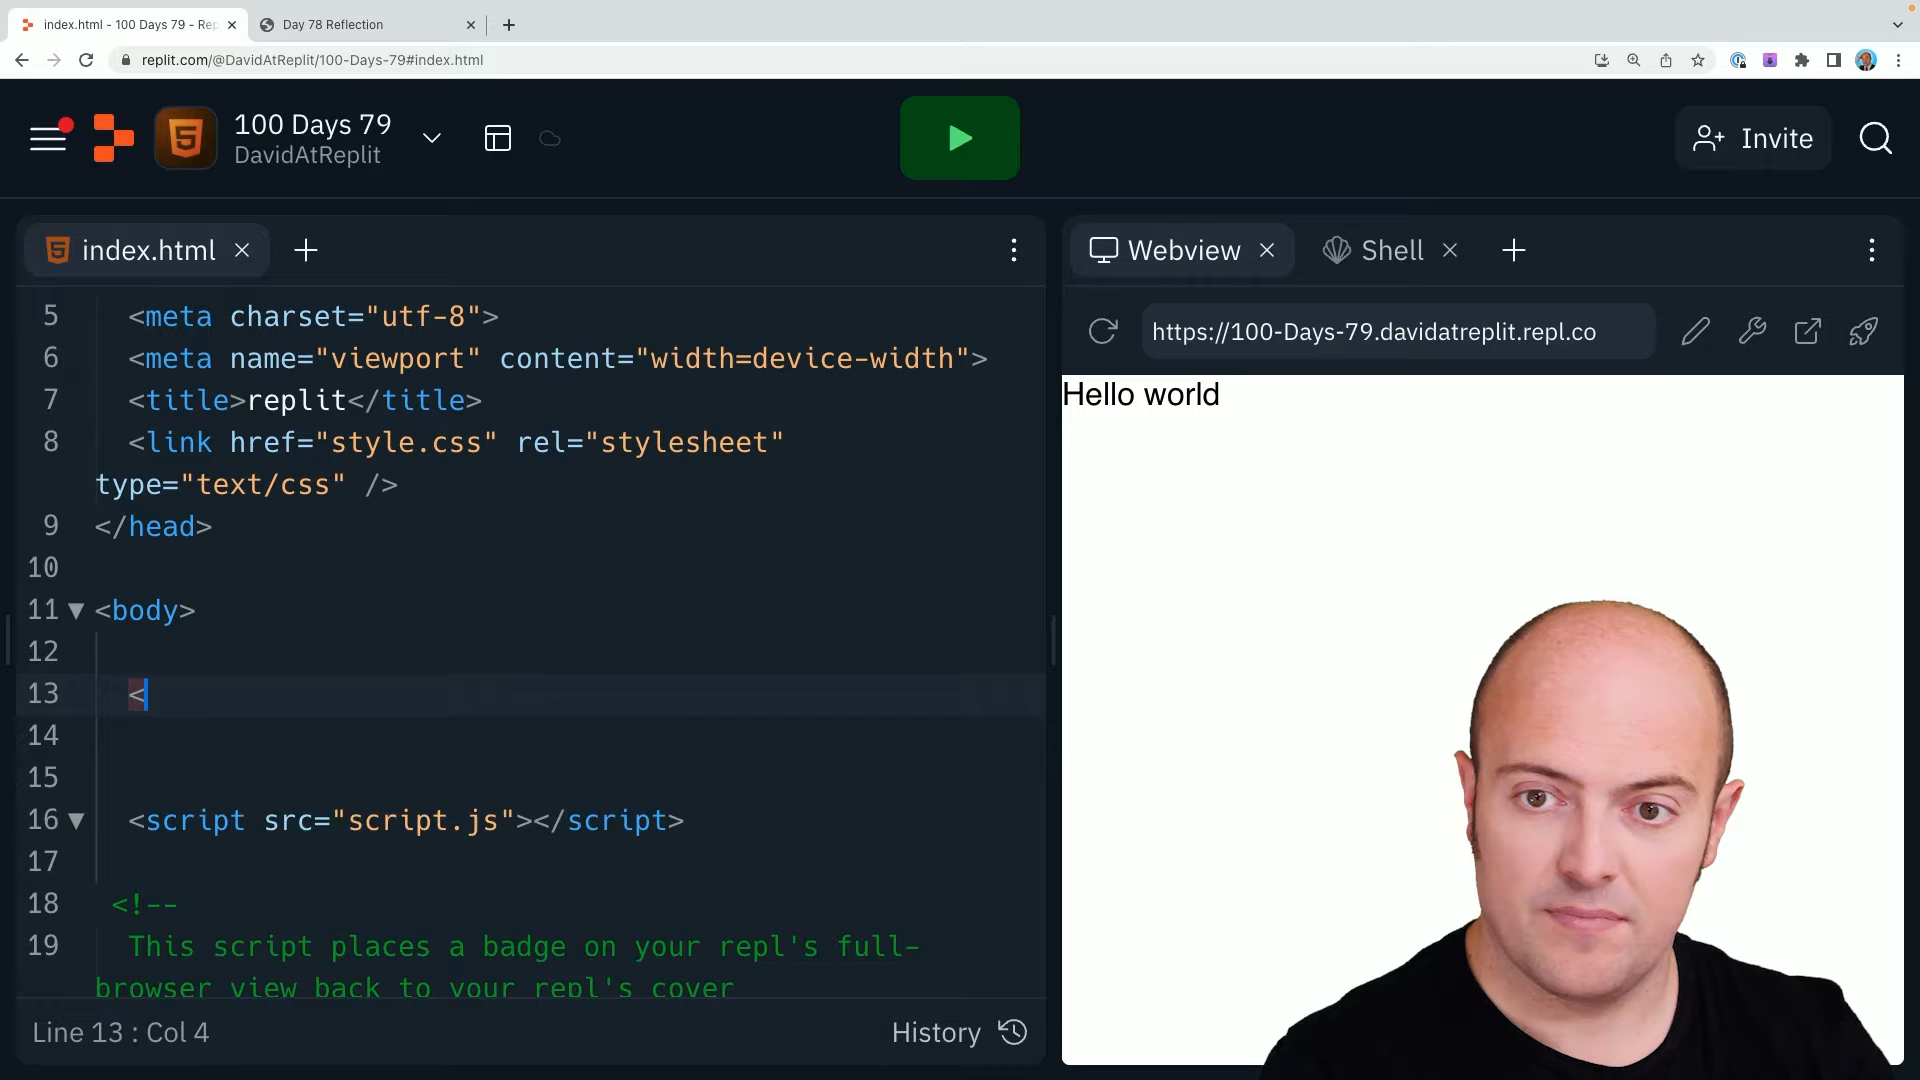 index.html - 100 Days 79 - Rep
Day 78 Reflection
replit.com/@DavidAtReplit/100-Days-79#index.html
100 Days 79
DavidAtReplit
Invite
index.html
Webview
Shell
https://100-Days-79.davidatreplit.repl.co
Hello world
5 <meta charset="utf-8">
6 <meta name="viewport" content="width=device-width">
7 <title>replit</title>
8 <link href="style.css" rel="stylesheet"
type="text/css" />
9 </head>
10
11 <body>
12
13 <
14
15
16 <script src="script.js"></script>
17
18 <!--
19 This script places a badge on your repl's full-
browser view back to your repl's cover
Line 13 : Col 4
History